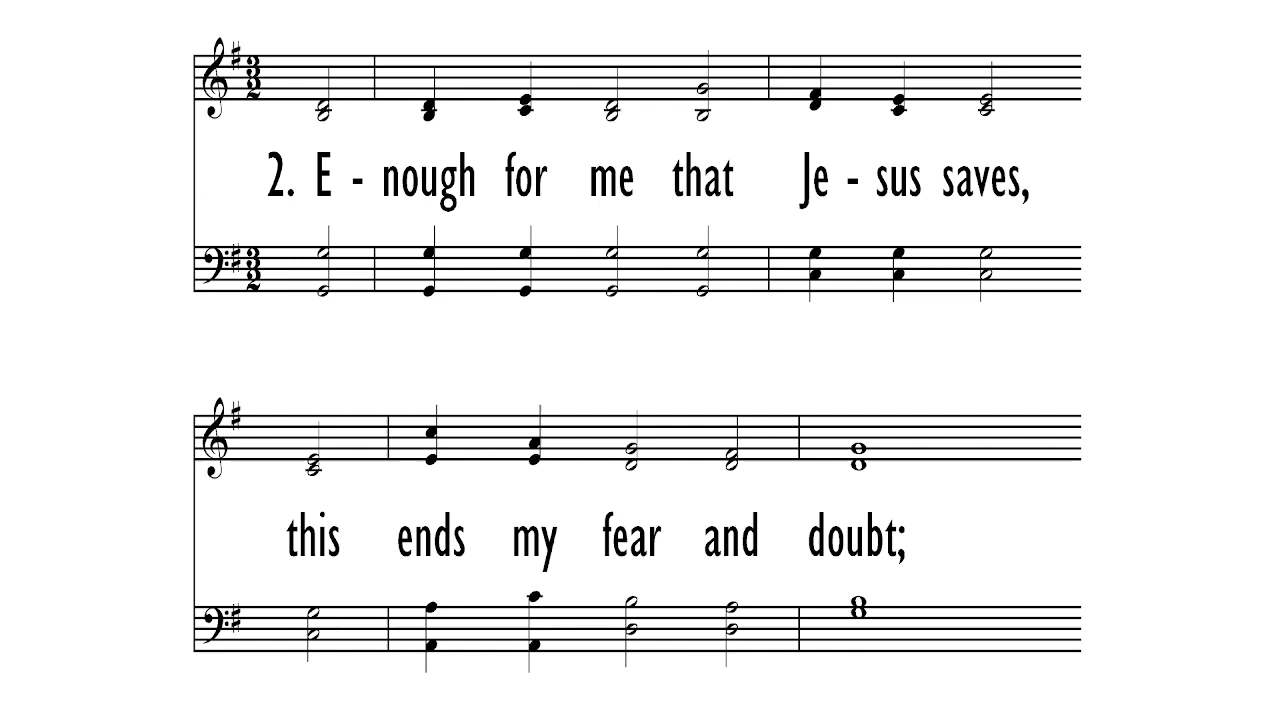 2. E - nough for me that Je - sus saves,
this ends my fear and doubt;